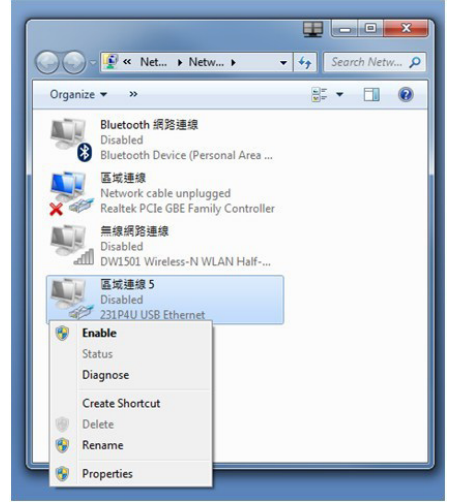 « Net... Netw...
Search Netw...
Organize »
Bluetooth 網路連線
Disabled
Bluetooth Device (Personal Area ...
區域連線
Network cable unplugged
Realtek PCIe GBE Family Controller
無線網路連線
Disabled
DW1501 Wireless-N WLAN Half-...
區域連線 5
Disabled
231P4U USB Ethernet
Enable
Status
Diagnose
Create Shortcut
Delete
Rename
Properties